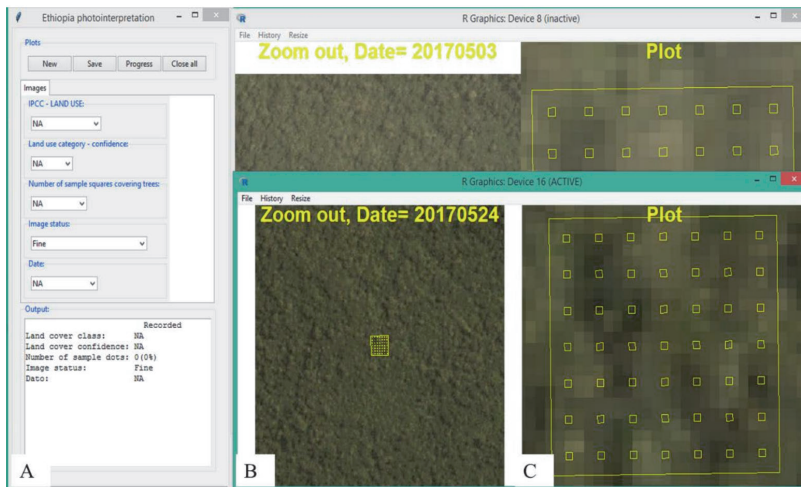 Ethiopia photointerpretation
Plots
New Save Progress Close all
Images
IPCC - LAND USE:
NA
Land use category - confidence:
NA
Number of sample squares covering trees:
NA
Image status:
Fine
Date:
NA
Output:
Recorded
Land cover class: NA
Land cover confidence: NA
Number of sample dots: 0(0%)
Image status: Fine
Dato: NA
A
R Graphics: Device 8 (inactive)
File History Resize
Zoom out, Date= 20170503
Plot
R Graphics: Device 16 (ACTIVE)
File History Resize
Zoom out, Date= 20170524
Plot
B
C